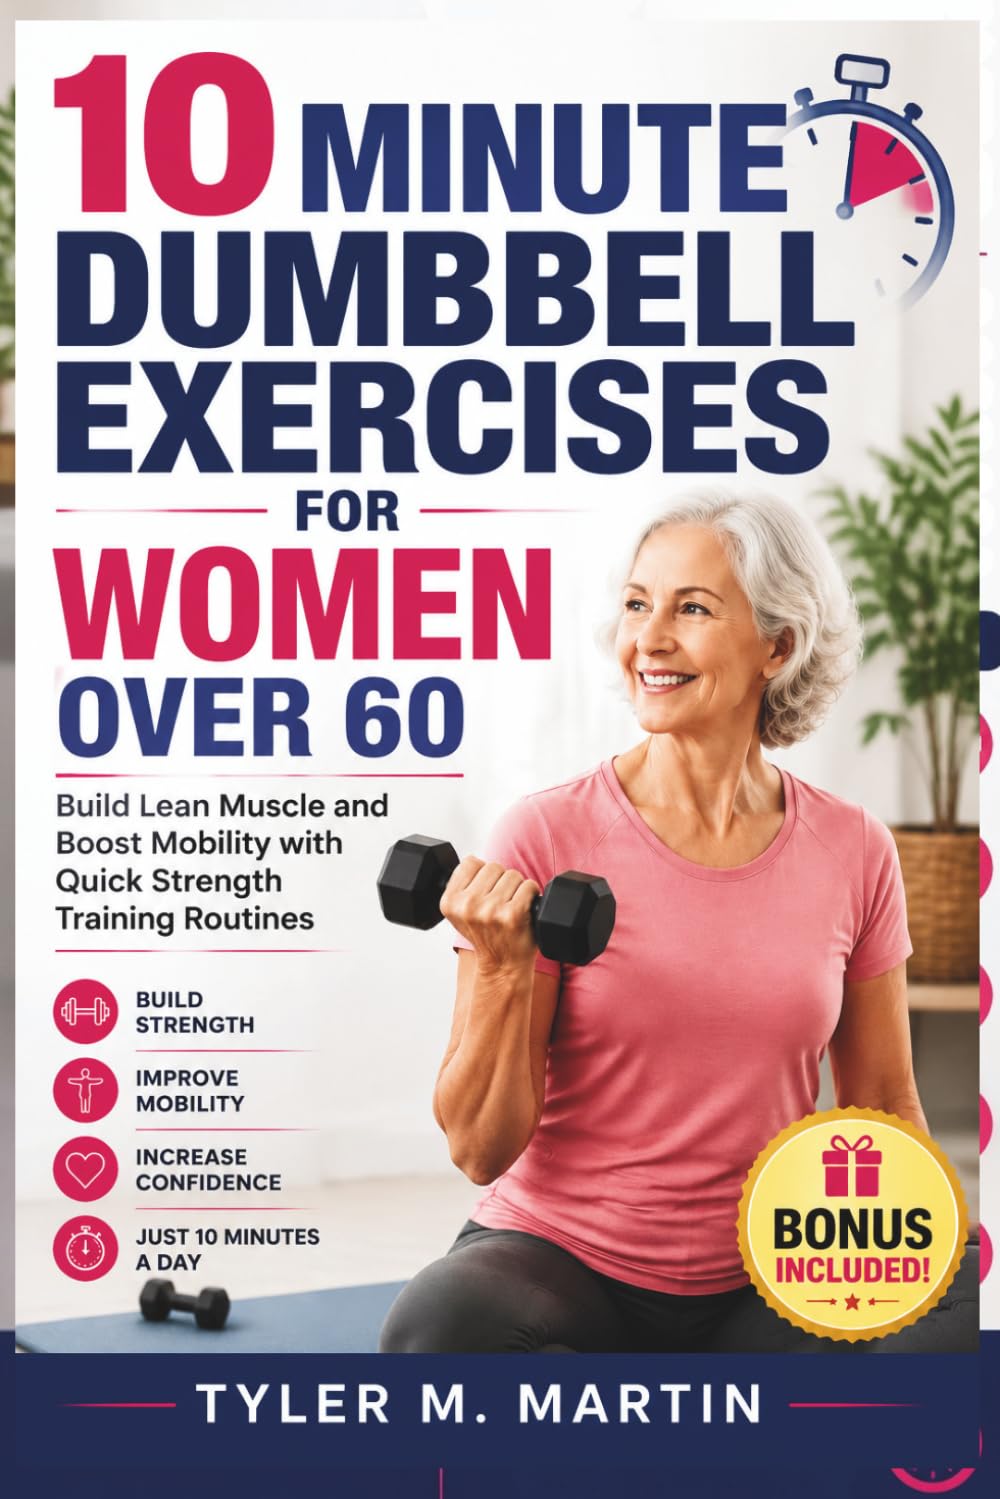 10 MINUTE
DUMBBELL
EXERCISES
FOR
WOMEN
OVER 60
Build Lean Muscle and
Boost Mobility with
Quick Strength
Training Routines
BUILD
STRENGTH
IMPROVE
MOBILITY
INCREASE
CONFIDENCE
JUST 10 MINUTES
A DAY
BONUS
INCLUDED!
TYLER M. MARTIN